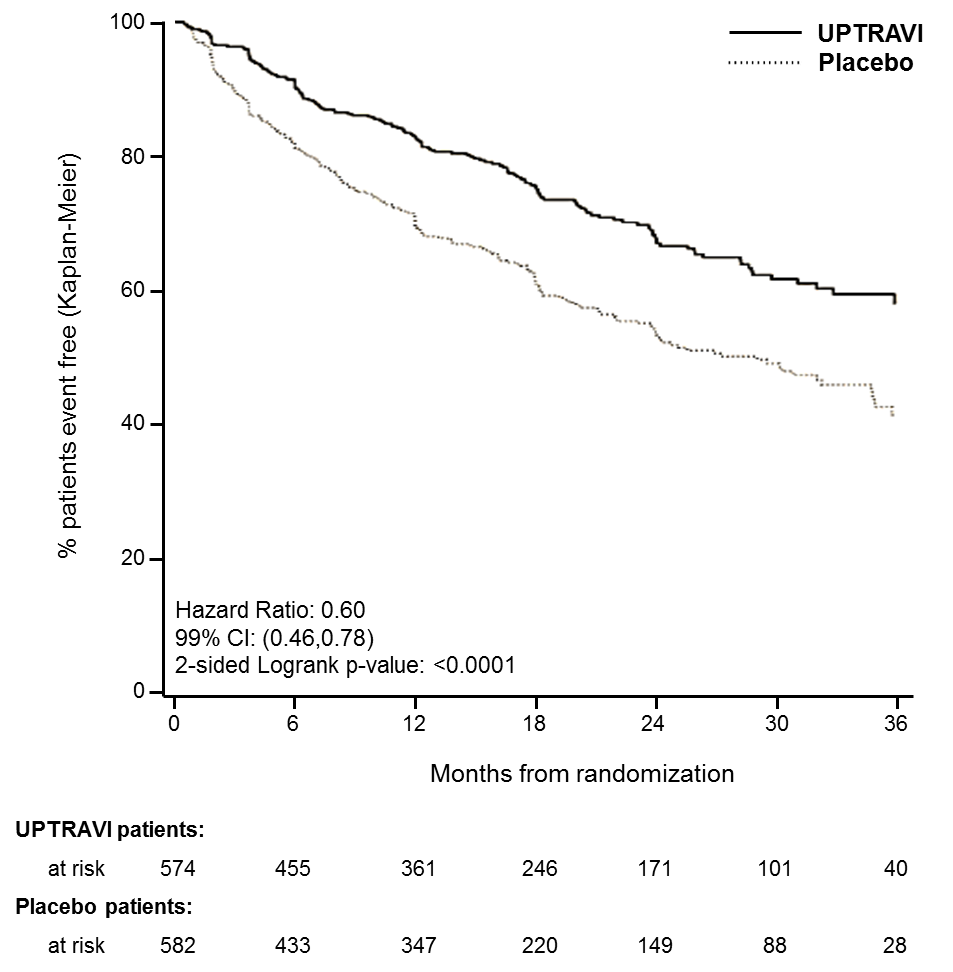 UPTRAVI
Placebo
% patients event free (Kaplan-Meier)
100
80
60
40
20
0
Hazard Ratio: 0.60
99% CI: (0.46,0.78)
2-sided Logrank p-value: <0.0001
0 6 12 18 24 30 36
Months from randomization
UPTRAVI patients:
at risk 574 455 361 246 171 101 40
Placebo patients:
at risk 582 433 347 220 149 88 28